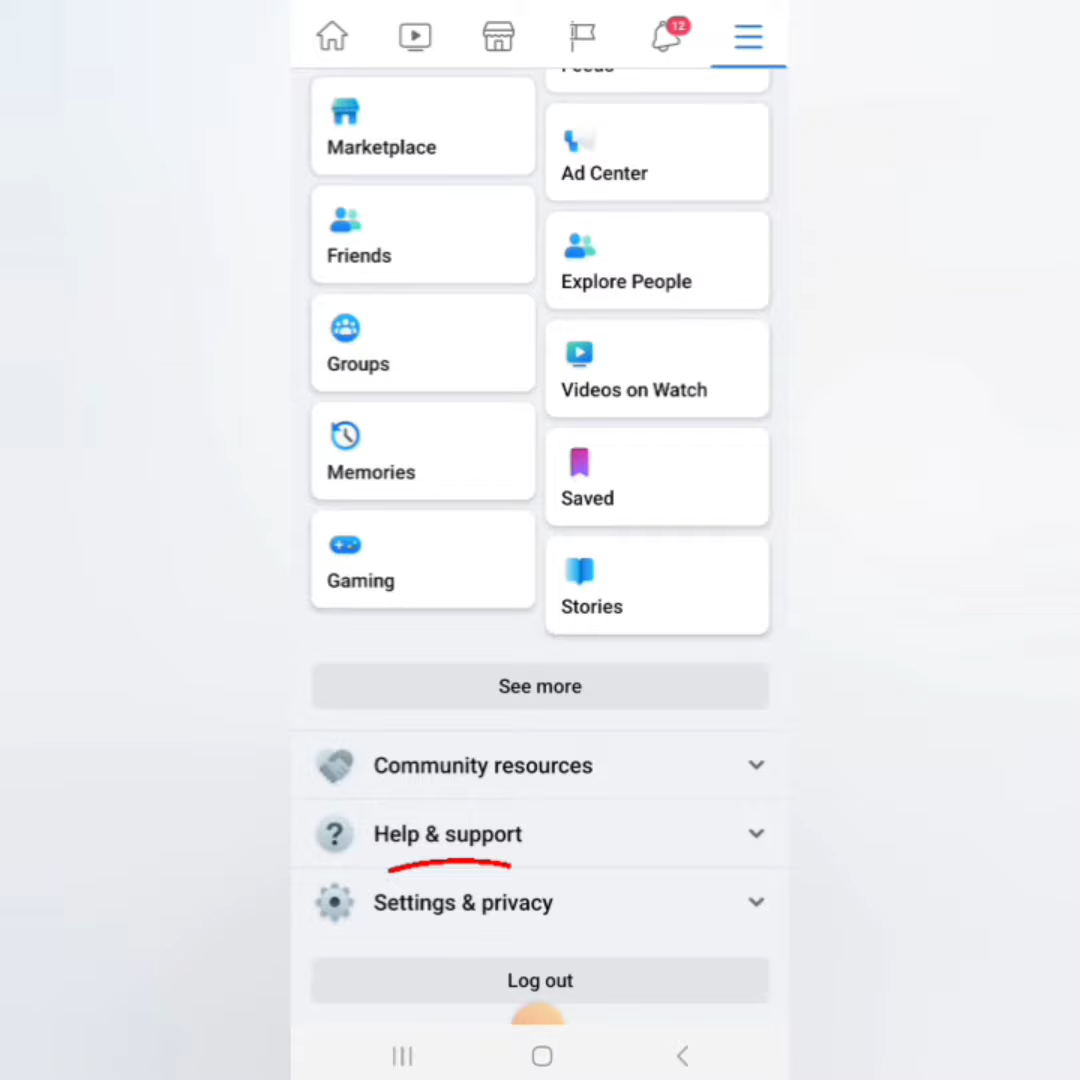 12
Marketplace
Ad Center
Friends
Explore People
Groups
Videos on Watch
Memories
Saved
Gaming
Stories
See more
Community resources
Help & support
Settings & privacy
Log out